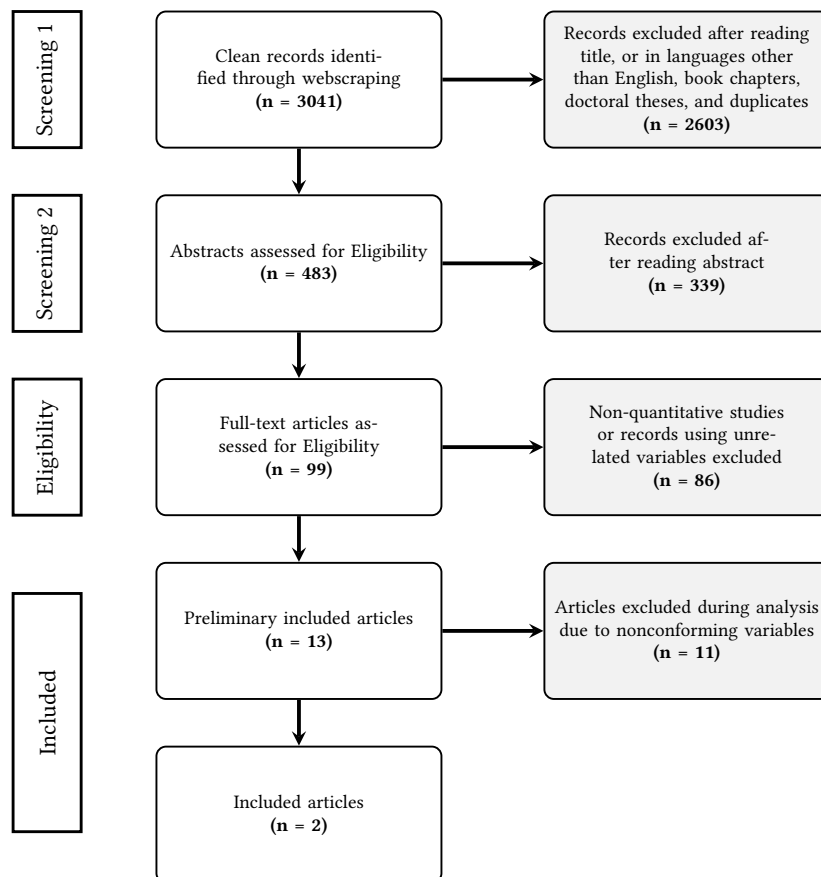 Screening 1
Clean records identi-
fied through webscraping
(n = 3041)
Records excluded after reading
title, or in languages other
than English, book chapters,
doctoral theses, and duplicates
(n = 2603)
Screening 2
Abstracts assessed for Eligibility
(n = 483)
Records excluded af-
ter reading abstract
(n = 339)
Eligibility
Full-text articles as-
sessed for Eligibility
(n = 99)
Non-quantitative studies
or records using unre-
lated variables excluded
(n = 86)
Included
Preliminary included articles
(n = 13)
Articles excluded during analysis
due to nonconforming variables
(n = 11)
Included articles
(n = 2)